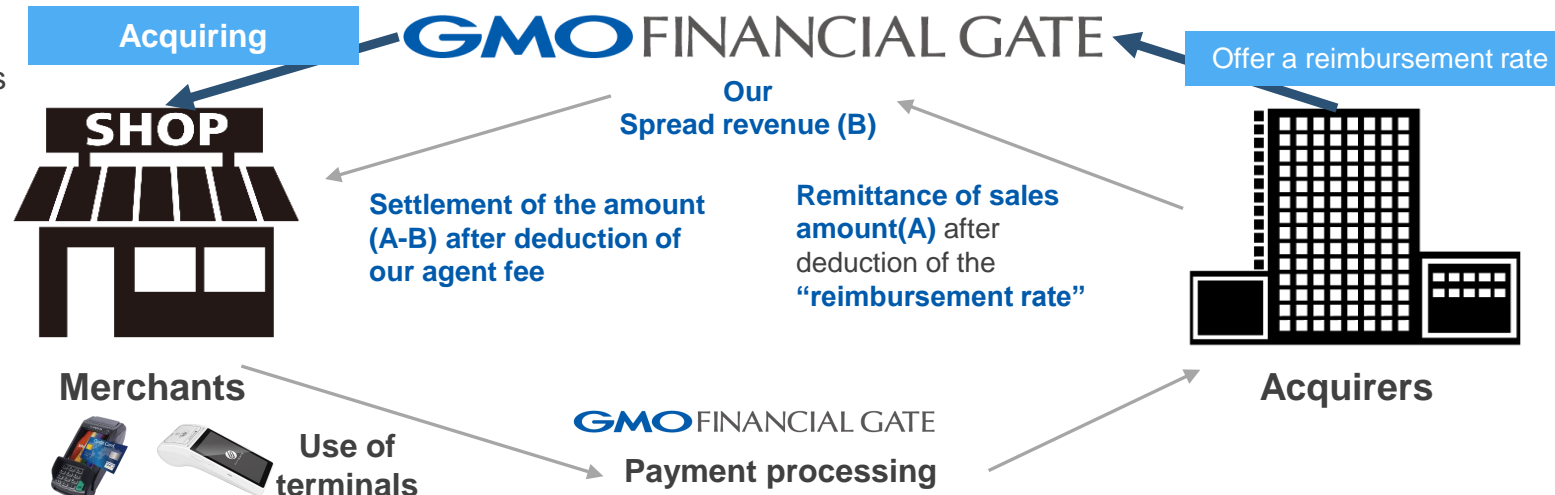 Acquiring
GMO FINANCIAL GATE
Offer a reimbursement rate
s
SHOP
Our
Spread revenue (B)
Settlement of the amount
(A-B) after deduction of
our agent fee
Remittance of sales
amount(A) after
deduction of the
“reimbursement rate”
Merchants
Acquirers
GMO FINANCIAL GATE
Use of
terminals
Payment processing